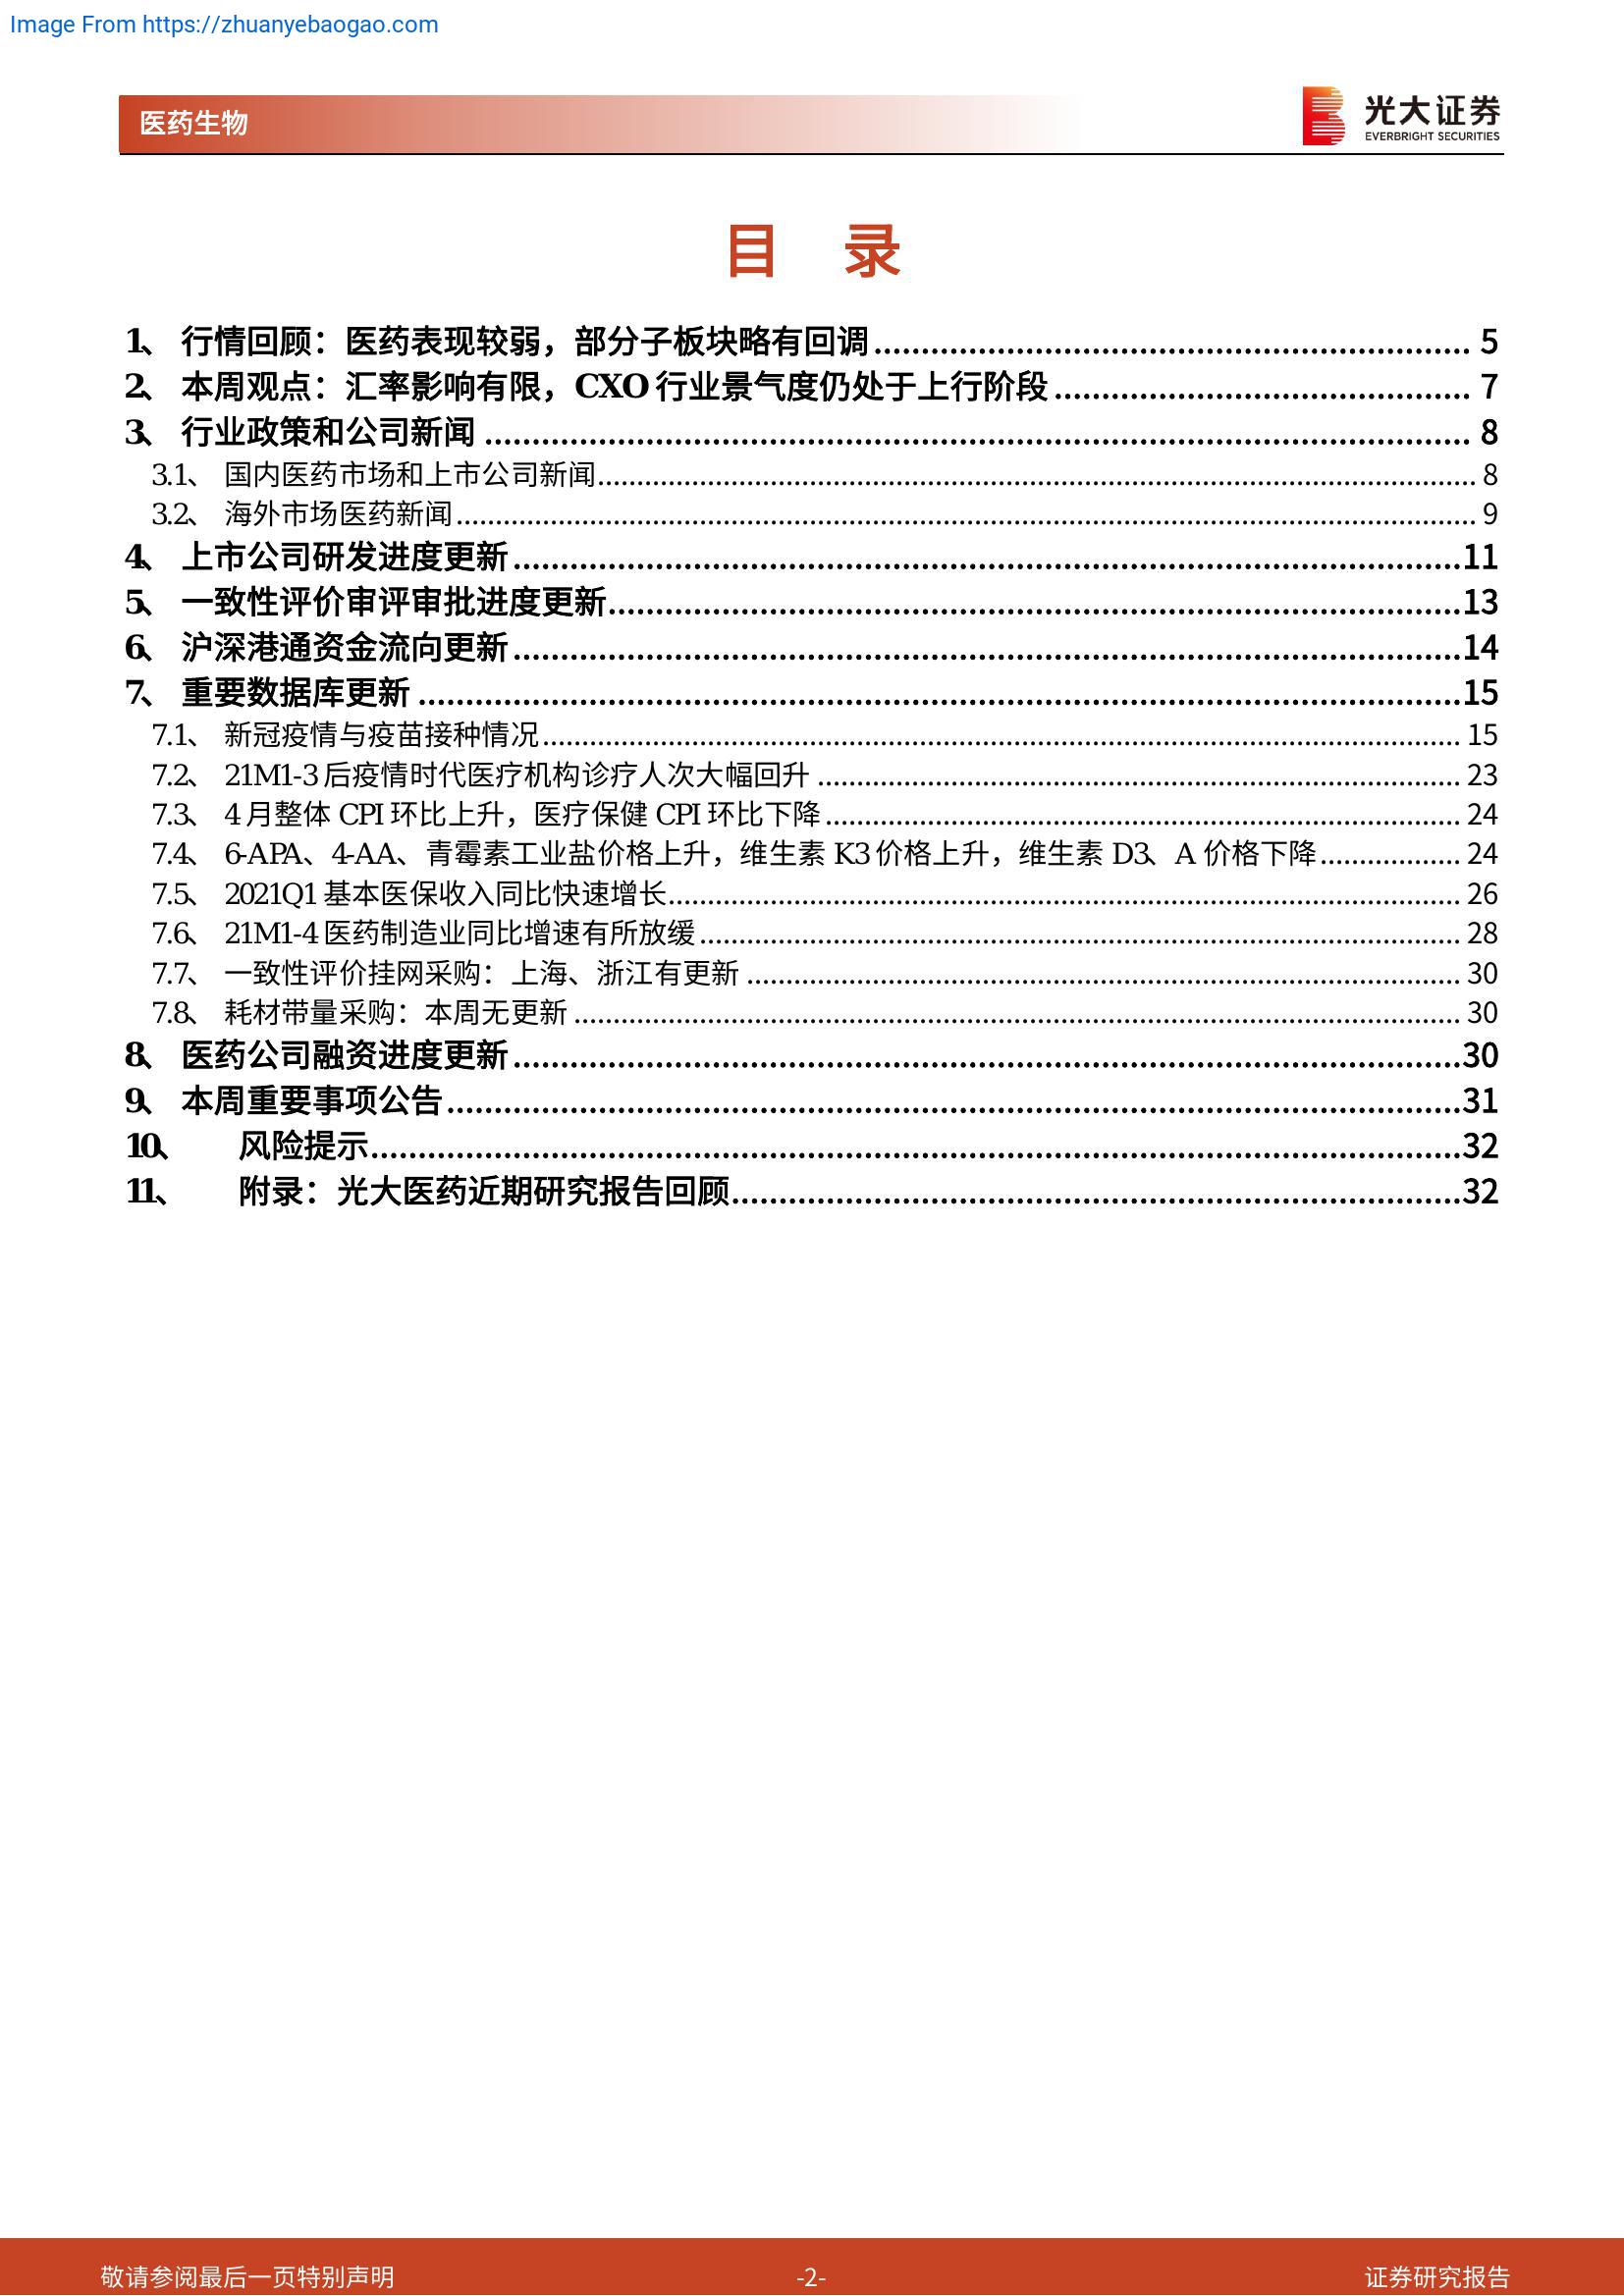 Image From https://zhuanyebaogao.com
医药生物
光大证券
EVERBRIGHT SECURITIES
目 录
1、 行情回顾：医药表现较弱，部分子板块略有回调 5
2、 本周观点：汇率影响有限，CXO 行业景气度仍处于上行阶段 7
3、 行业政策和公司新闻 8
3.1、 国内医药市场和上市公司新闻 8
3.2、 海外市场医药新闻 9
4、 上市公司研发进度更新 11
5、 一致性评价审评审批进度更新 13
6、 沪深港通资金流向更新 14
7、 重要数据库更新 15
7.1、 新冠疫情与疫苗接种情况 15
7.2、 21M1-3 后疫情时代医疗机构诊疗人次大幅回升 23
7.3、 4 月整体 CPI 环比上升，医疗保健 CPI 环比下降 24
7.4、 6-APA、4-AA、青霉素工业盐价格上升，维生素 K3 价格上升，维生素 D3、A 价格下降 24
7.5、 2021Q1 基本医保收入同比快速增长 26
7.6、 21M1-4 医药制造业同比增速有所放缓 28
7.7、 一致性评价挂网采购：上海、浙江有更新 30
7.8、 耗材带量采购：本周无更新 30
8、 医药公司融资进度更新 30
9、 本周重要事项公告 31
10、 风险提示 32
11、 附录：光大医药近期研究报告回顾 32
敬请参阅最后一页特别声明 -2- 证券研究报告